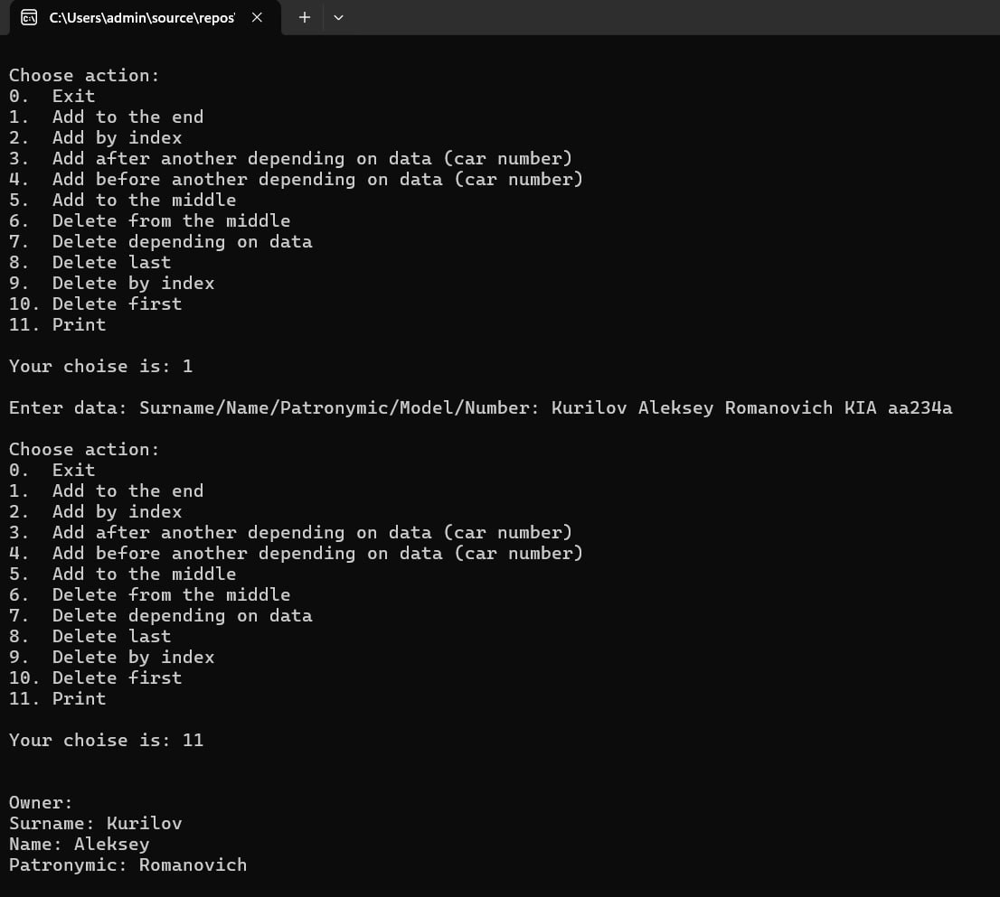 C:\Users\admin\source\repos'
Choose action:
0.  Exit
1.  Add to the end
2.  Add by index
3.  Add after another depending on data (car number)
4.  Add before another depending on data (car number)
5.  Add to the middle
6.  Delete from the middle
7.  Delete depending on data
8.  Delete last
9.  Delete by index
10. Delete first
11. Print
Your choise is: 1
Enter data: Surname/Name/Patronymic/Model/Number: Kurilov Aleksey Romanovich KIA aa234a
Choose action:
0.  Exit
1.  Add to the end
2.  Add by index
3.  Add after another depending on data (car number)
4.  Add before another depending on data (car number)
5.  Add to the middle
6.  Delete from the middle
7.  Delete depending on data
8.  Delete last
9.  Delete by index
10. Delete first
11. Print
Your choise is: 11
Owner:
Surname: Kurilov
Name: Aleksey
Patronymic: Romanovich